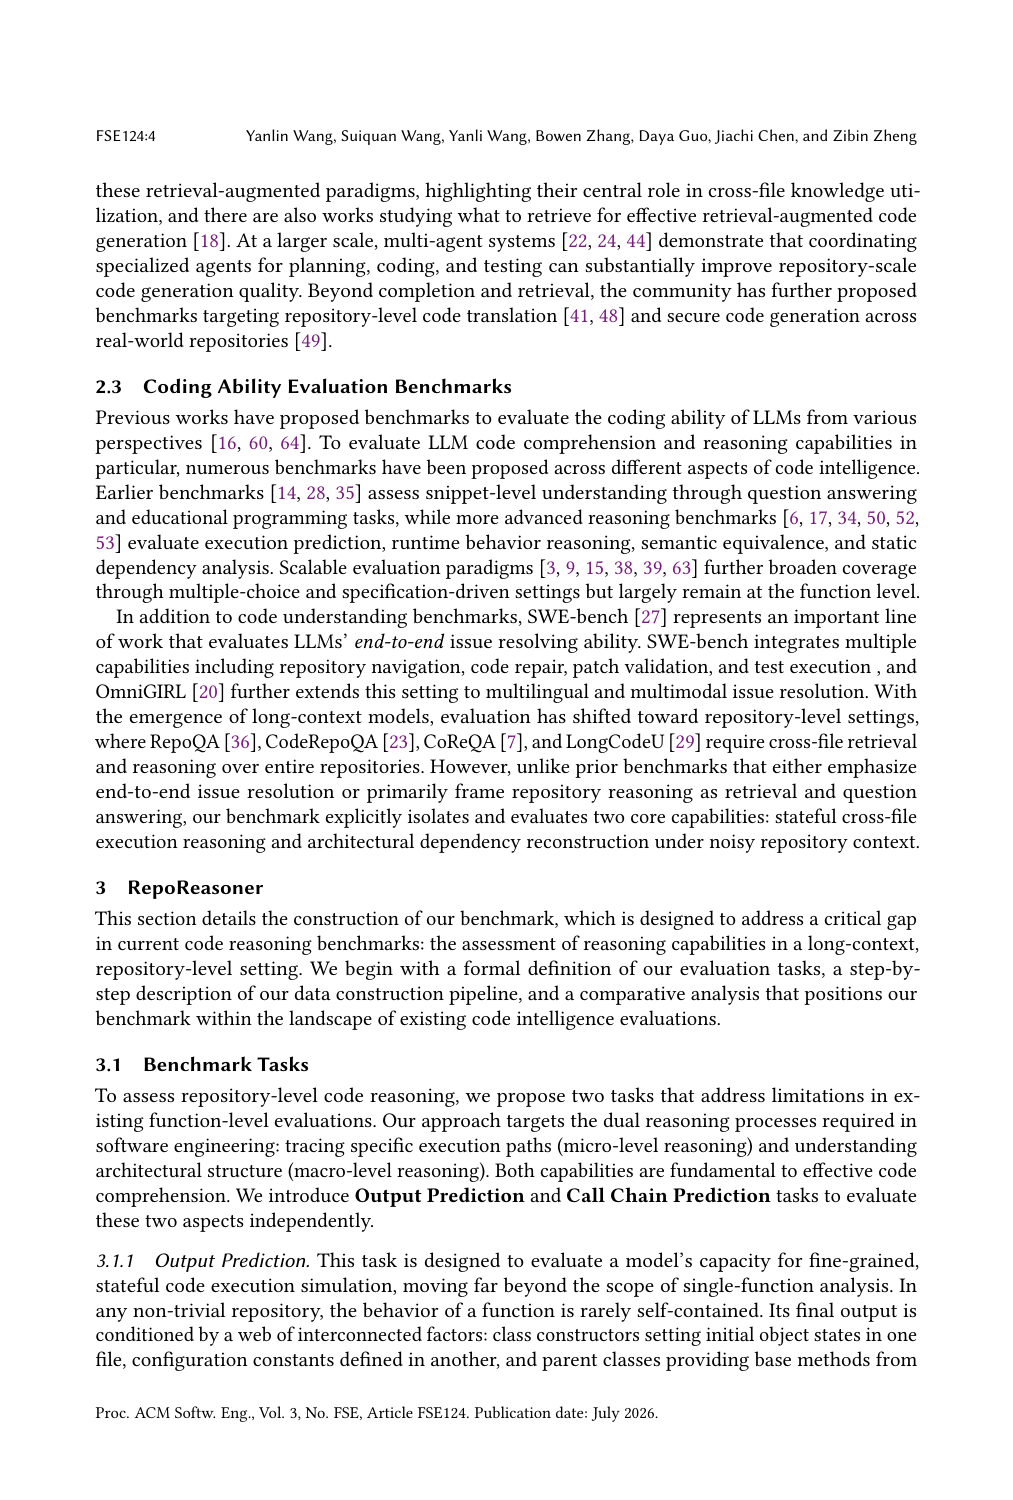 FSE124:4 Yanlin Wang, Suiquan Wang, Yanli Wang, Bowen Zhang, Daya Guo, Jiachi Chen, and Zibin Zheng
these retrieval-augmented paradigms, highlighting their central role in cross-file knowledge uti-
lization, and there are also works studying what to retrieve for effective retrieval-augmented code
generation [18]. At a larger scale, multi-agent systems [22, 24, 44] demonstrate that coordinating
specialized agents for planning, coding, and testing can substantially improve repository-scale
code generation quality. Beyond completion and retrieval, the community has further proposed
benchmarks targeting repository-level code translation [41, 48] and secure code generation across
real-world repositories [49].
2.3 Coding Ability Evaluation Benchmarks
Previous works have proposed benchmarks to evaluate the coding ability of LLMs from various
perspectives [16, 60, 64]. To evaluate LLM code comprehension and reasoning capabilities in
particular, numerous benchmarks have been proposed across different aspects of code intelligence.
Earlier benchmarks [14, 28, 35] assess snippet-level understanding through question answering
and educational programming tasks, while more advanced reasoning benchmarks [6, 17, 34, 50, 52,
53] evaluate execution prediction, runtime behavior reasoning, semantic equivalence, and static
dependency analysis. Scalable evaluation paradigms [3, 9, 15, 38, 39, 63] further broaden coverage
through multiple-choice and specification-driven settings but largely remain at the function level.
In addition to code understanding benchmarks, SWE-bench [27] represents an important line
of work that evaluates LLMs' end-to-end issue resolving ability. SWE-bench integrates multiple
capabilities including repository navigation, code repair, patch validation, and test execution , and
OmniGIRL [20] further extends this setting to multilingual and multimodal issue resolution. With
the emergence of long-context models, evaluation has shifted toward repository-level settings,
where RepoQA [36], CodeRepoQA [23], CoReQA [7], and LongCodeU [29] require cross-file retrieval
and reasoning over entire repositories. However, unlike prior benchmarks that either emphasize
end-to-end issue resolution or primarily frame repository reasoning as retrieval and question
answering, our benchmark explicitly isolates and evaluates two core capabilities: stateful cross-file
execution reasoning and architectural dependency reconstruction under noisy repository context.
3 RepoReasoner
This section details the construction of our benchmark, which is designed to address a critical gap
in current code reasoning benchmarks: the assessment of reasoning capabilities in a long-context,
repository-level setting. We begin with a formal definition of our evaluation tasks, a step-by-
step description of our data construction pipeline, and a comparative analysis that positions our
benchmark within the landscape of existing code intelligence evaluations.
3.1 Benchmark Tasks
To assess repository-level code reasoning, we propose two tasks that address limitations in ex-
isting function-level evaluations. Our approach targets the dual reasoning processes required in
software engineering: tracing specific execution paths (micro-level reasoning) and understanding
architectural structure (macro-level reasoning). Both capabilities are fundamental to effective code
comprehension. We introduce Output Prediction and Call Chain Prediction tasks to evaluate
these two aspects independently.
3.1.1 Output Prediction. This task is designed to evaluate a model's capacity for fine-grained,
stateful code execution simulation, moving far beyond the scope of single-function analysis. In
any non-trivial repository, the behavior of a function is rarely self-contained. Its final output is
conditioned by a web of interconnected factors: class constructors setting initial object states in one
file, configuration constants defined in another, and parent classes providing base methods from
Proc. ACM Softw. Eng., Vol. 3, No. FSE, Article FSE124. Publication date: July 2026.